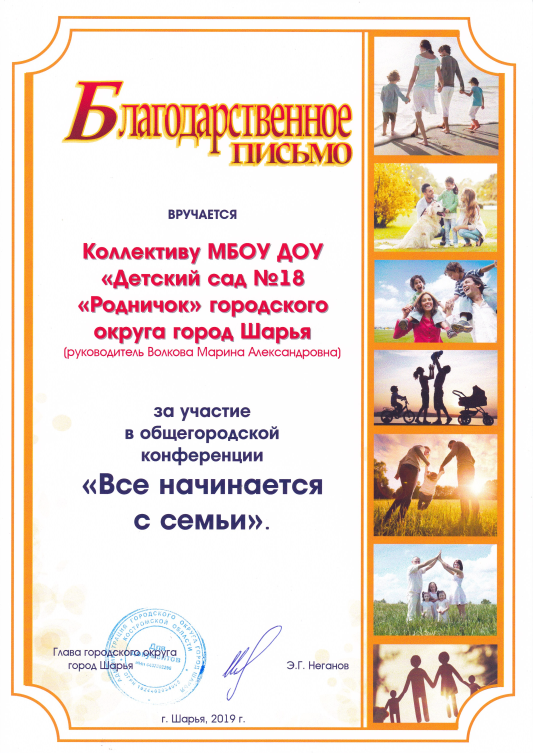 Благодарственное
письмо
ВРУЧАЕТСЯ
Коллективу МБОУ ДОУ
«Детский сад №18
«Родничок» городского
округа город Шарья
(руководитель Волкова Марина Александровна)
за участие
в общегородской
конференции
«Все начинается
с семьи».
Глава городского округа
город Шарья
Э.Г. Неганов
Для
г. Шарья, 2019 г.